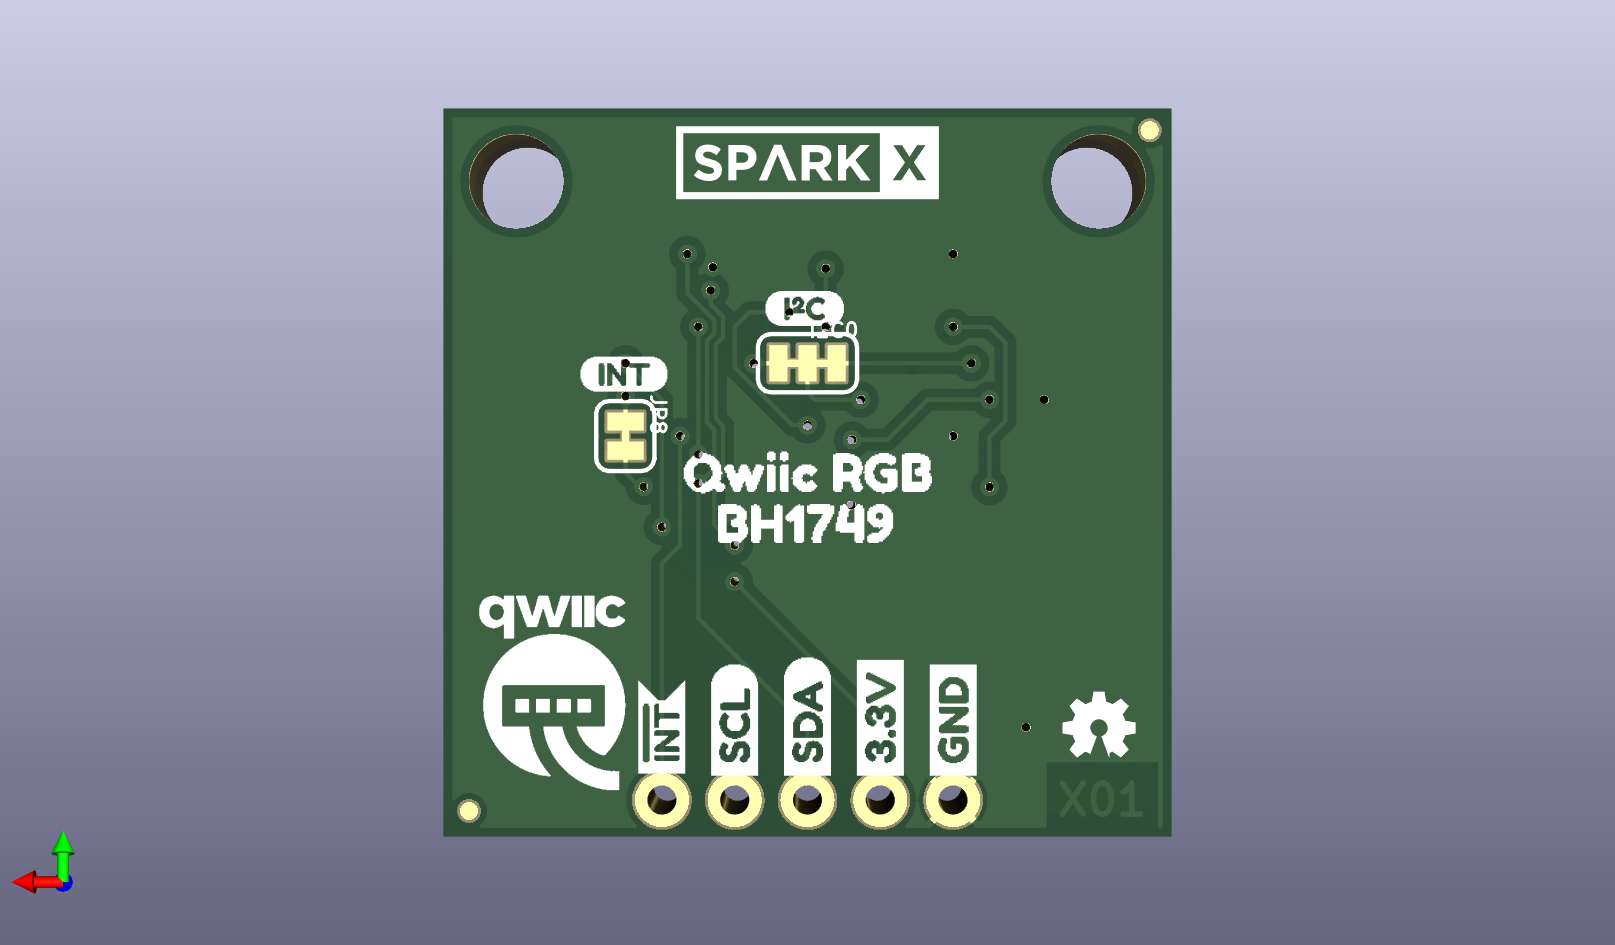 SPARK X
I²C
INT
JP8
Qwiic RGB
BH1749
qwiic
INT
SCL
SDA
3.3V
GND
X01